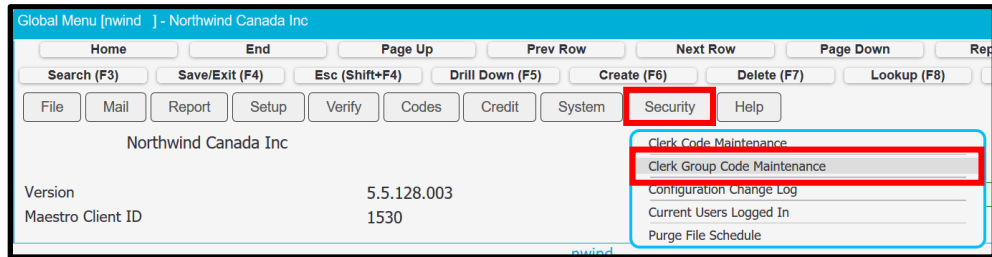 Global Menu [nwind ] - Northwind Canada Inc
Home End Page Up Prev Row Next Row Page Down Rep
Search (F3) Save/Exit (F4) Esc (Shift+F4) Drill Down (F5) Create (F6) Delete (F7) Lookup (F8)
File Mail Report Setup Verify Codes Credit System Security Help
Northwind Canada Inc
Clerk Code Maintenance
Clerk Group Code Maintenance
Configuration Change Log
Current Users Logged In
Purge File Schedule
Version 5.5.128.003
Maestro Client ID 1530
nwind